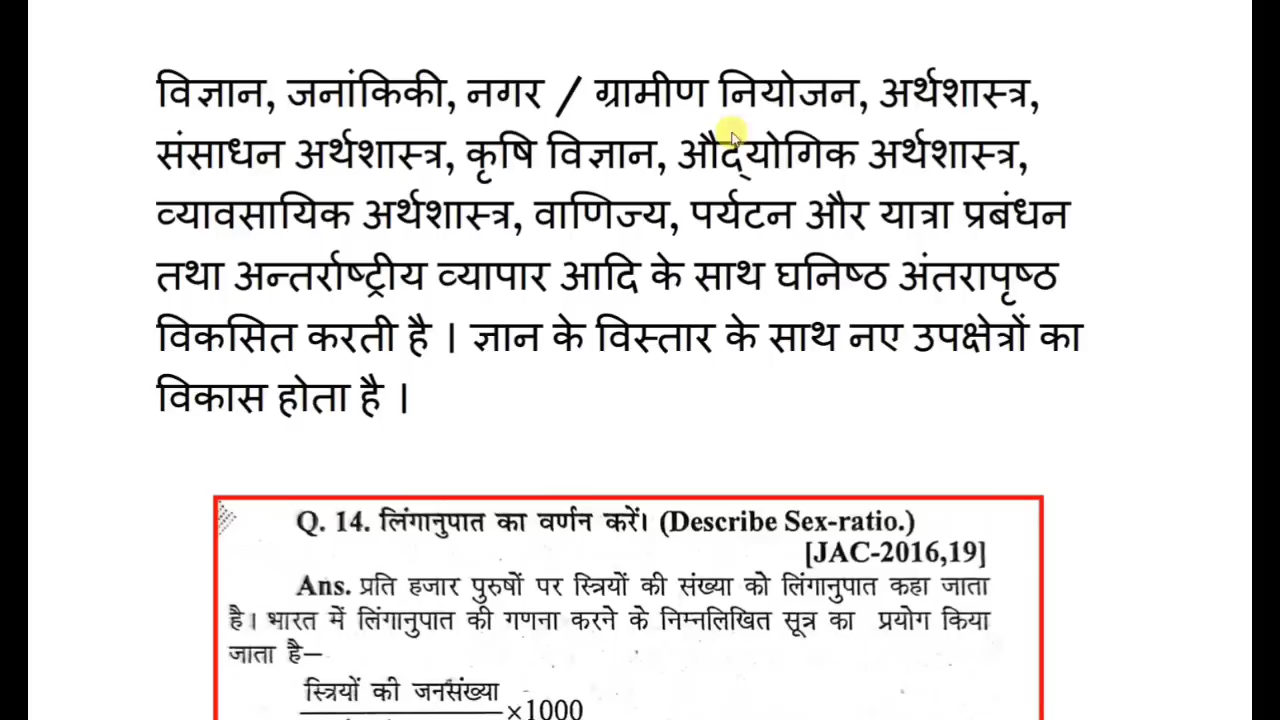 विज्ञान, जनांकिकी, नगर / ग्रामीण नियोजन, अर्थशास्त्र,
संसाधन अर्थशास्त्र, कृषि विज्ञान, औद्योगिक अर्थशास्त्र,
व्यावसायिक अर्थशास्त्र, वाणिज्य, पर्यटन और यात्रा प्रबंधन
तथा अन्तर्राष्ट्रीय व्यापार आदि के साथ घनिष्ठ अंतरापृष्ठ
विकसित करती है । ज्ञान के विस्तार के साथ नए उपक्षेत्रों का
विकास होता है ।
Q. 14. लिंगानुपात का वर्णन करें। (Describe Sex-ratio.)
[JAC-2016,19]
Ans. प्रति हजार पुरुषों पर स्त्रियों की संख्या को लिंगानुपात कहा जाता
है। भारत में लिंगानुपात की गणना करने के निम्नलिखित सूत्र का प्रयोग किया
जाता है–
स्त्रियों की जनसंख्या
×1000